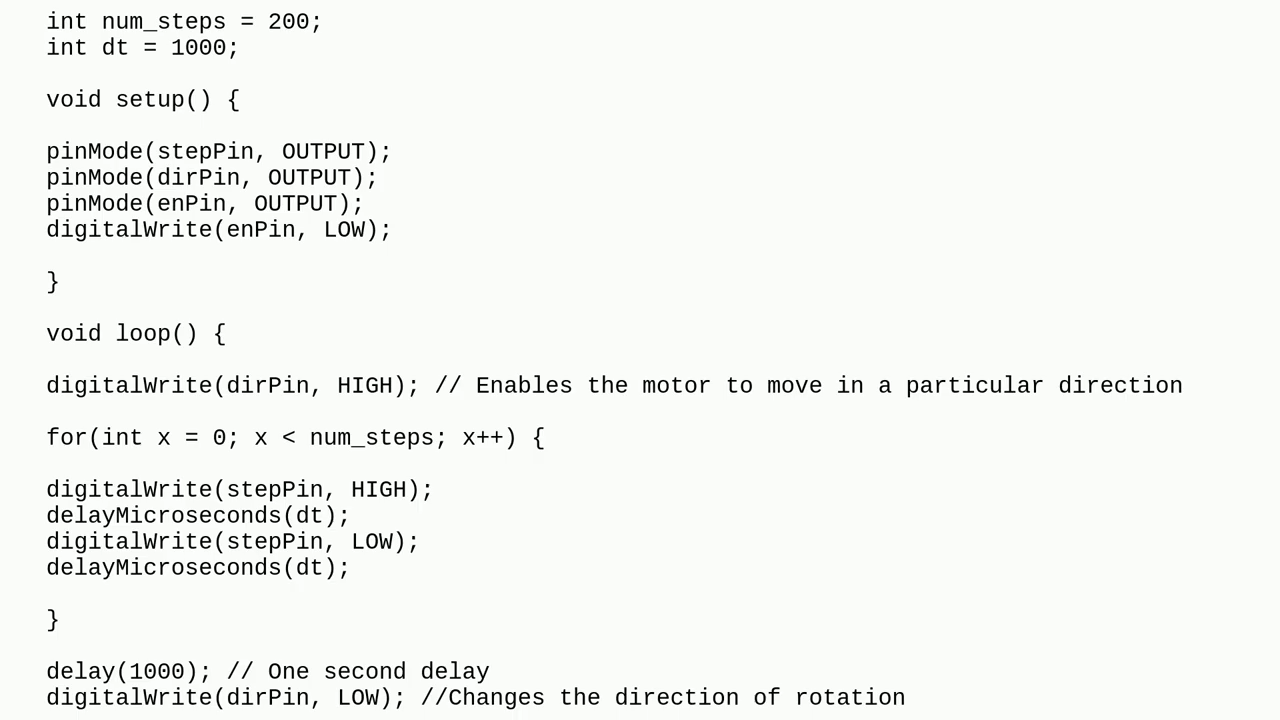 int num_steps = 200;
int dt = 1000;
void setup() {
pinMode(stepPin, OUTPUT);
pinMode(dirPin, OUTPUT);
pinMode(enPin, OUTPUT);
digitalWrite(enPin, LOW);
}
void loop() {
digitalWrite(dirPin, HIGH); // Enables the motor to move in a particular direction
for(int x = 0; x < num_steps; x++) {
digitalWrite(stepPin, HIGH);
delayMicroseconds(dt);
digitalWrite(stepPin, LOW);
delayMicroseconds(dt);
}
delay(1000); // One second delay
digitalWrite(dirPin, LOW); //Changes the direction of rotation